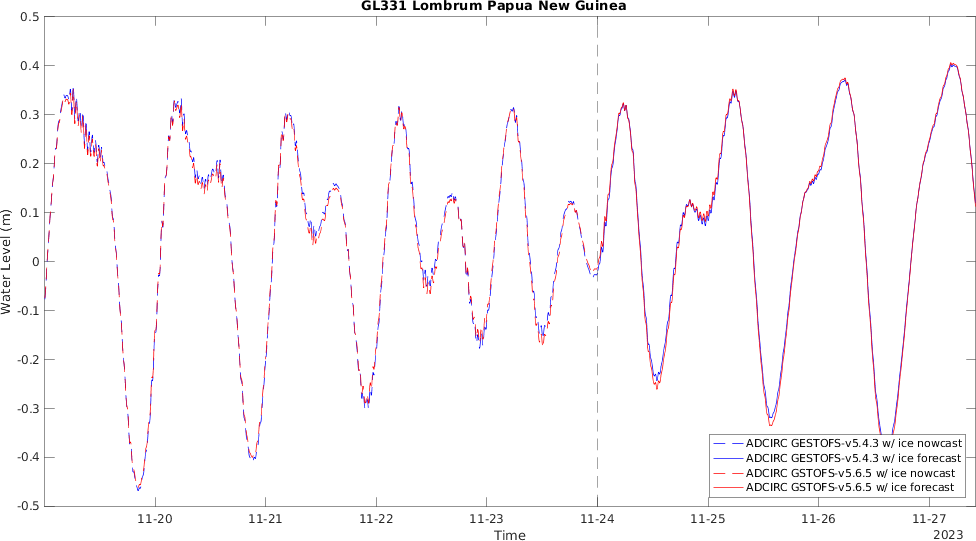 GL331 Lombrum Papua New Guinea
0.5
0.4
0.3
0.2
0.1
0
-0.1
-0.2
-0.3
-0.4
-0.5
Water Level (m)
11-20 11-21 11-22 11-23 11-24 11-25 11-26 11-27
2023
Time
ADCIRC GESTOFS-v5.4.3 w/ ice nowcast
ADCIRC GESTOFS-v5.4.3 w/ ice forecast
ADCIRC GSTOFS-v5.6.5 w/ ice nowcast
ADCIRC GSTOFS-v5.6.5 w/ ice forecast